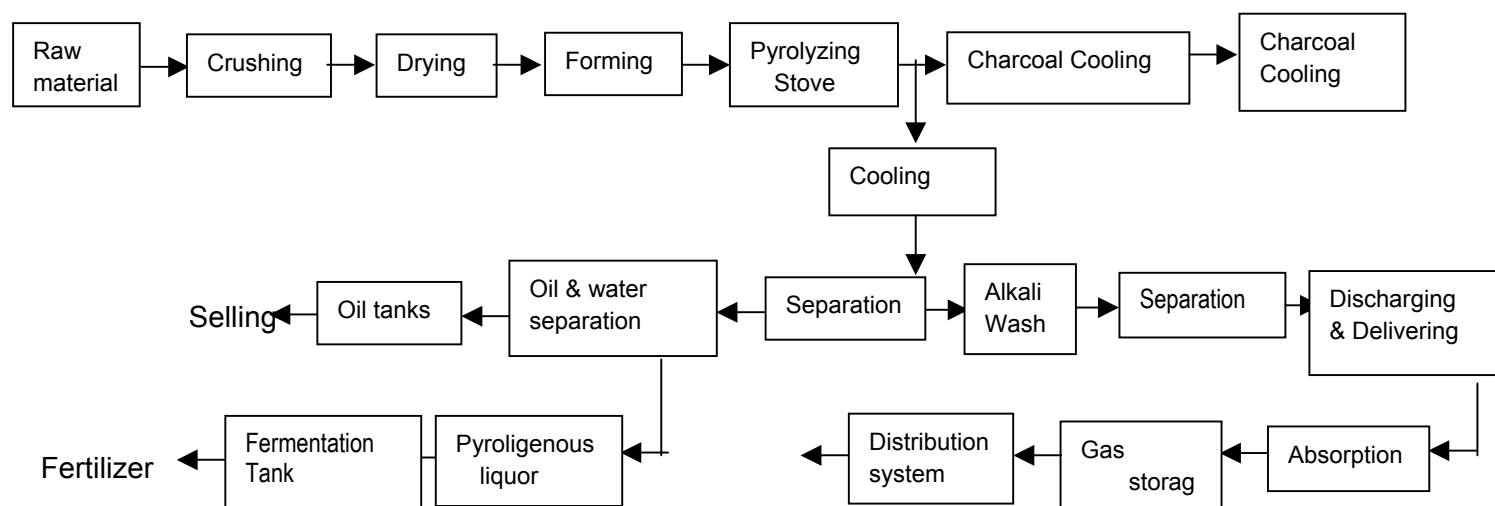 Raw
material
Crushing
Drying
Forming
Pyrolyzing
Stove
Charcoal Cooling
Charcoal
Cooling
Cooling
Selling
Oil tanks
Oil & water
separation
Separation
Alkali
Wash
Separation
Discharging
& Delivering
Fertilizer
Fermentation
Tank
Pyroligenous
liquor
Distribution
system
Gas
storag
Absorption